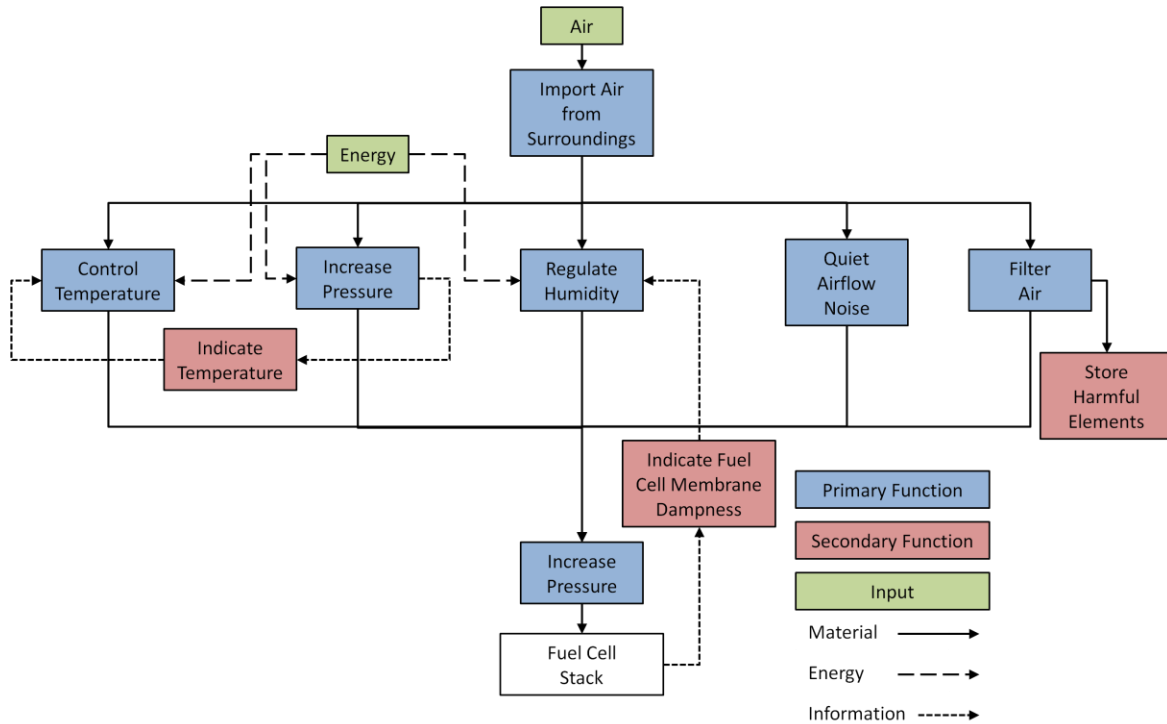 Air
Import Air
from
Surroundings
Energy
Control
Temperature
Increase
Pressure
Regulate
Humidity
Quiet
Airflow
Noise
Filter
Air
Indicate
Temperature
Store
Harmful
Elements
Indicate Fuel
Cell Membrane
Dampness
Primary Function
Secondary Function
Input
Material
Energy
Information
Increase
Pressure
Fuel Cell
Stack